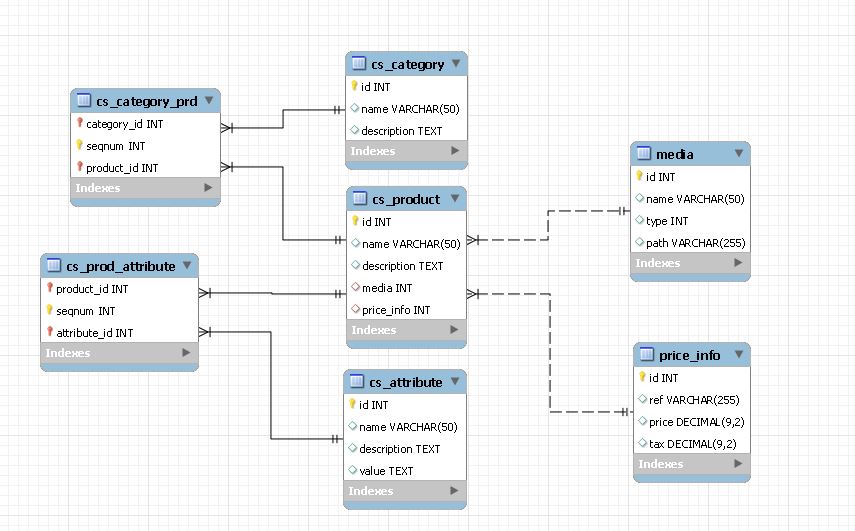 cs_category_prd
category_id INT
seqnum INT
product_id INT
Indexes
cs_category
id INT
name VARCHAR(50)
description TEXT
Indexes
cs_product
id INT
name VARCHAR(50)
description TEXT
media INT
price_info INT
Indexes
media
id INT
name VARCHAR(50)
type INT
path VARCHAR(255)
Indexes
cs_prod_attribute
product_id INT
seqnum INT
attribute_id INT
Indexes
cs_attribute
id INT
name VARCHAR(50)
description TEXT
value TEXT
Indexes
price_info
id INT
ref VARCHAR(255)
price DECIMAL(9,2)
tax DECIMAL(9,2)
Indexes